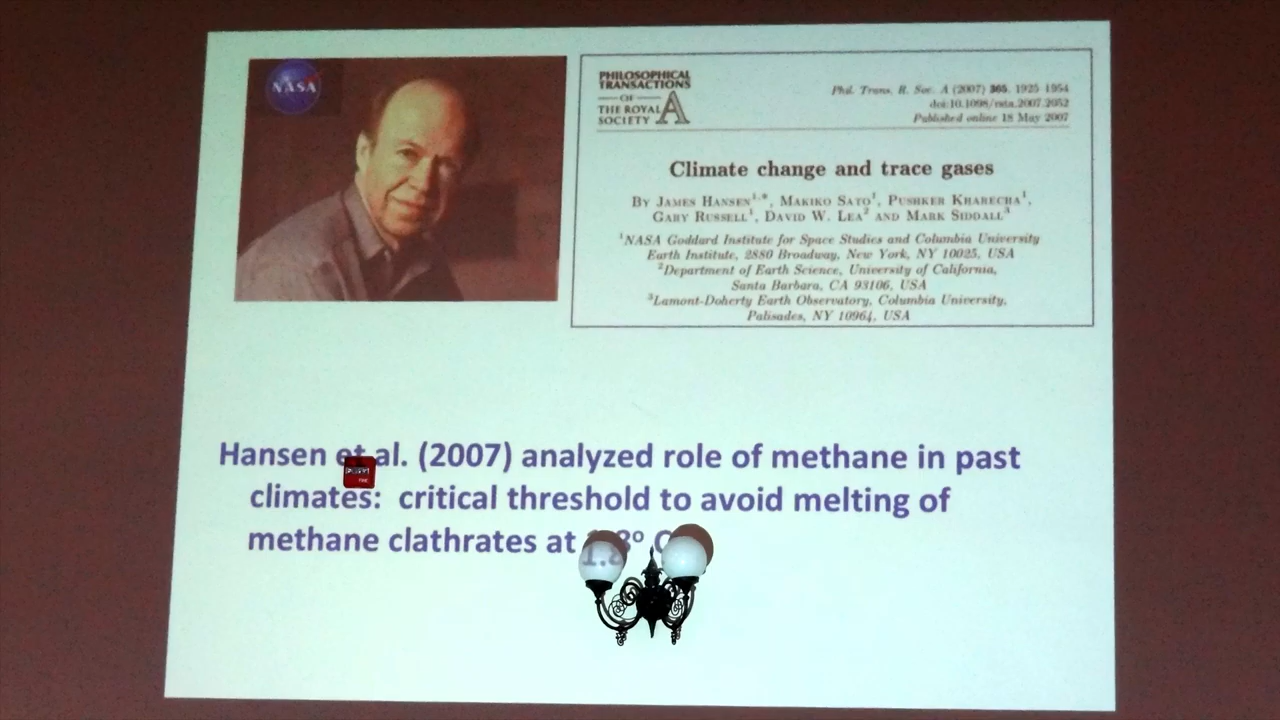 NASA
PHILOSOPHICAL
TRANSACTIONS
OF
THE ROYAL
SOCIETY
A
Phil. Trans. R. Soc. A (2007) 365, 1925–1954
doi:10.1098/rsta.2007.2052
Published online 18 May 2007
Climate change and trace gases
By James Hansen1,*, Makiko Sato1, Pushker Kharecha1,
Gary Russell1, David W. Lea2 and Mark Siddall3
1NASA Goddard Institute for Space Studies and Columbia University
Earth Institute, 2880 Broadway, New York, NY 10025, USA
2Department of Earth Science, University of California,
Santa Barbara, CA 93106, USA
3Lamont-Doherty Earth Observatory, Columbia University,
Palisades, NY 10964, USA
Hansen et al. (2007) analyzed role of methane in past
climates: critical threshold to avoid melting of
methane clathrates at 1.8o C